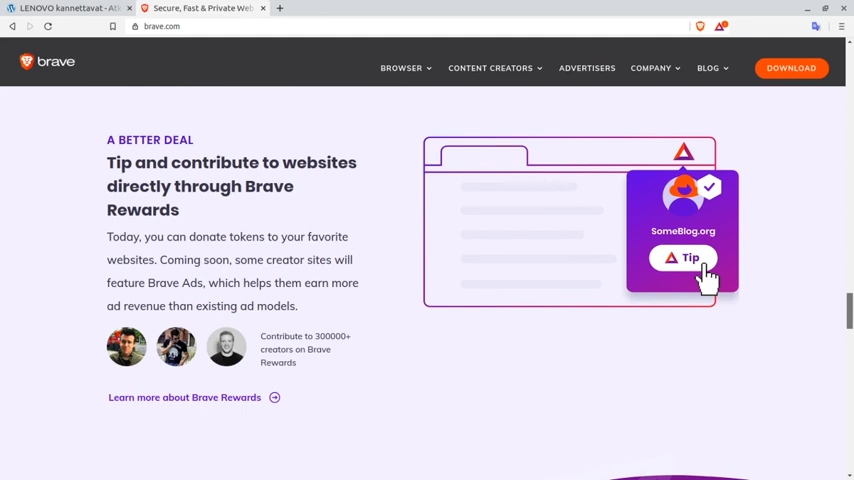 LENOVO kannettavat - Atk
Secure, Fast & Private Web
brave.com
brave
BROWSER
CONTENT CREATORS
ADVERTISERS
COMPANY
BLOG
DOWNLOAD
A BETTER DEAL
Tip and contribute to websites
directly through Brave
Rewards
Today, you can donate tokens to your favorite
websites. Coming soon, some creator sites will
feature Brave Ads, which helps them earn more
ad revenue than existing ad models.
Contribute to 300000+
creators on Brave
Rewards
Learn more about Brave Rewards
SomeBlog.org
Tip